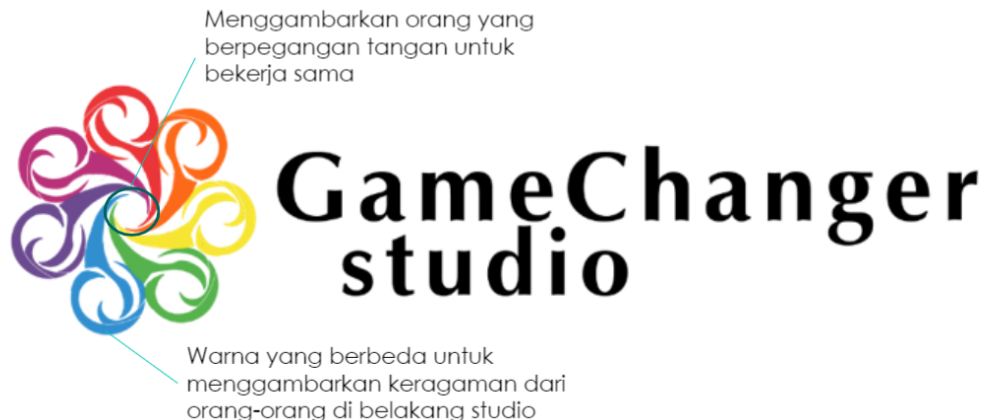 Menggambarkan orang yang
berpegangan tangan untuk
bekerja sama
GameChanger
studio
Warna yang berbeda untuk
menggambarkan keragaman dari
orang-orang di belakang studio